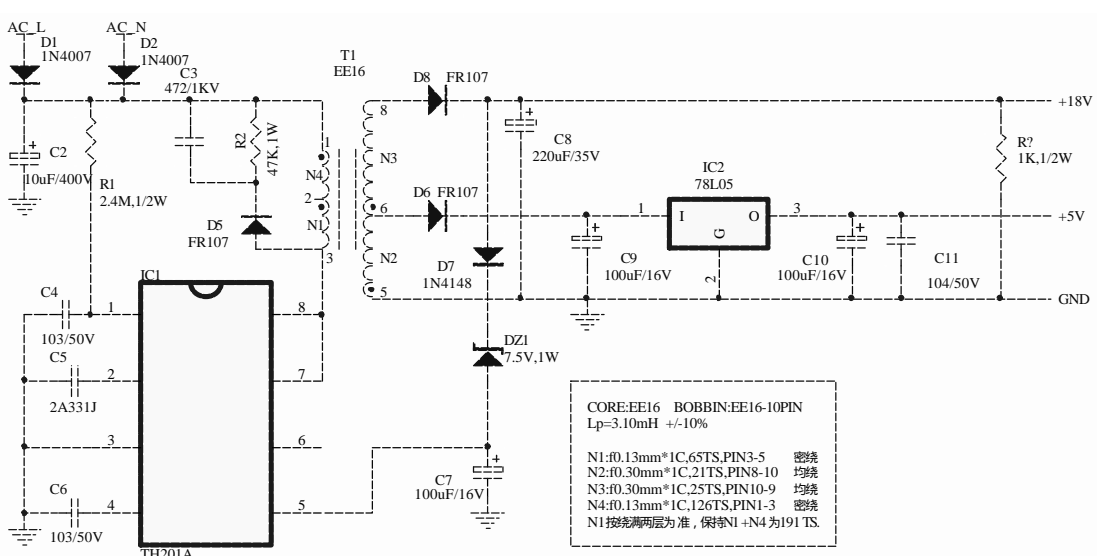 AC_L
AC_N
D1
1N4007
D2
1N4007
C3
472/1KV
T1
EE16
D8 FR107
+18V
8
C2
10uF/400V
R1
2.4M,1/2W
R2
47K,1W
1
N4
2
N1
3
N3
C8
220uF/35V
R?
1K,1/2W
IC2
78L05
D6 FR107
6
1
I
O
G
2
3
+5V
D5
FR107
N2
5
D7
1N4148
C9
100uF/16V
C10
100uF/16V
C11
104/50V
GND
IC1
C4
103/50V
1
8
C5
2A331J
2
7
3
6
C6
103/50V
4
5
TH201A
DZ1
7.5V,1W
C7
100uF/16V
CORE:EE16 BOBBIN:EE16-10PIN
Lp=3.10mH +/-10%
N1:f0.13mm*1C,65TS,PIN3-5 密绕
N2:f0.30mm*1C,21TS,PIN8-10 均绕
N3:f0.30mm*1C,25TS,PIN10-9 均绕
N4:f0.13mm*1C,126TS,PIN1-3 密绕
N1按绕满两层为准，保持N1+N4为191TS.